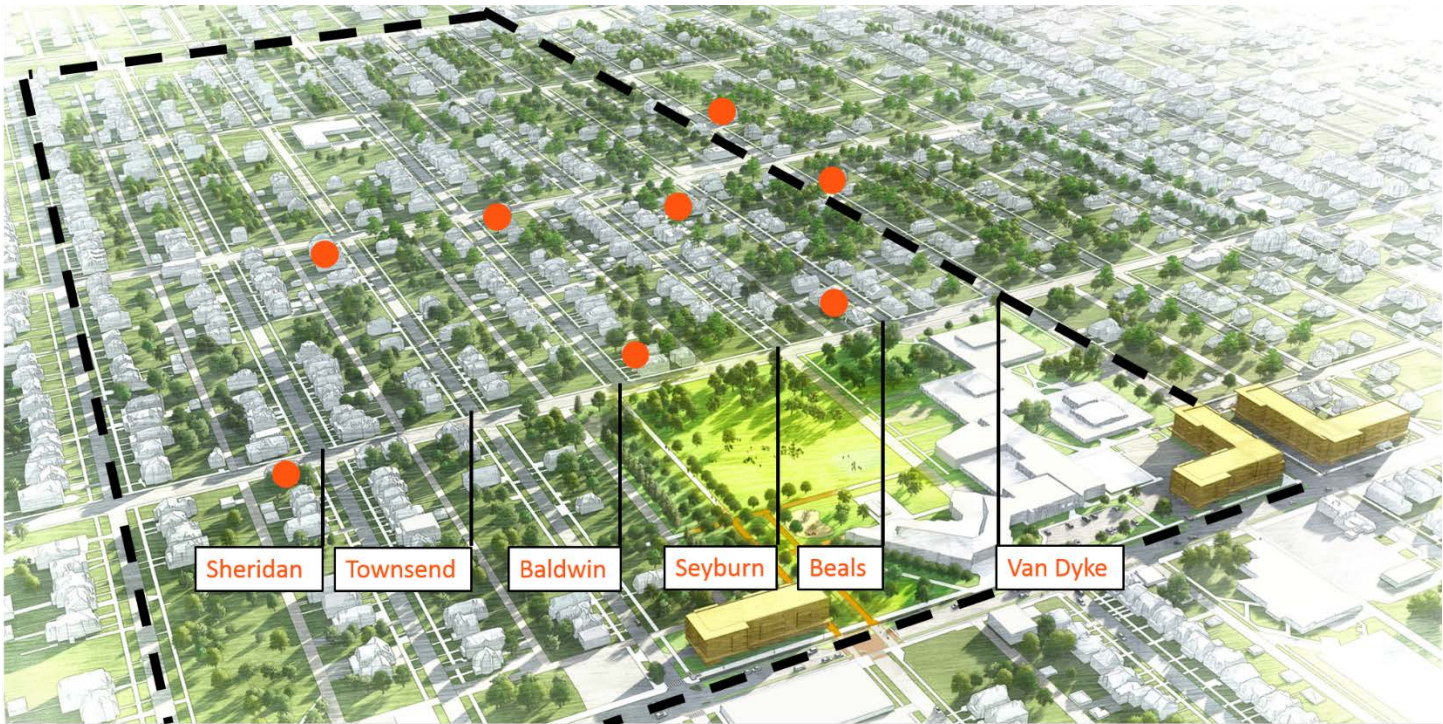 Sheridan
Townsend
Baldwin
Seyburn
Beals
Van Dyke